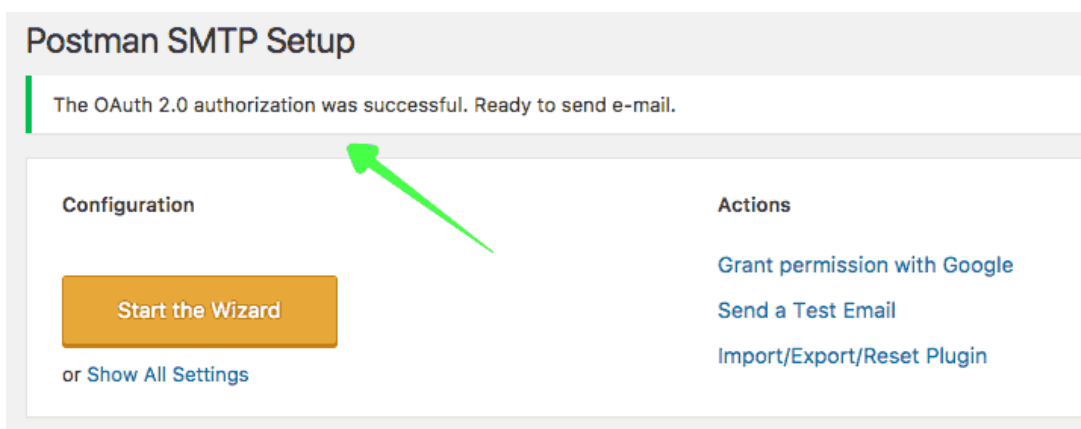 Postman SMTP Setup
The OAuth 2.0 authorization was successful. Ready to send e-mail.
Configuration
Start the Wizard
or Show All Settings
Actions
Grant permission with Google
Send a Test Email
Import/Export/Reset Plugin